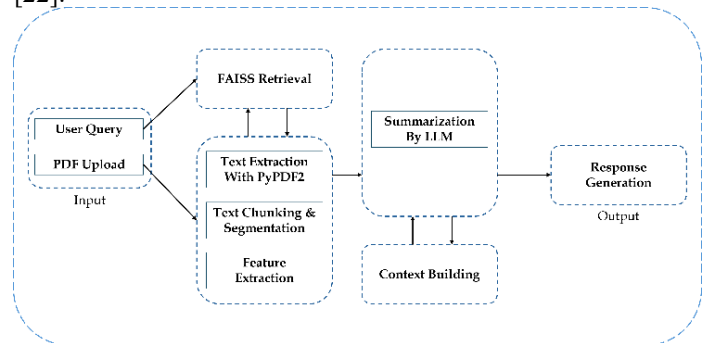 [22].
FAISS Retrieval
User Query
PDF Upload
Input
Text Extraction
With PyPDF2
Text Chunking &
Segmentation
Feature
Extraction
Summarization
By LLM
Context Building
Response
Generation
Output